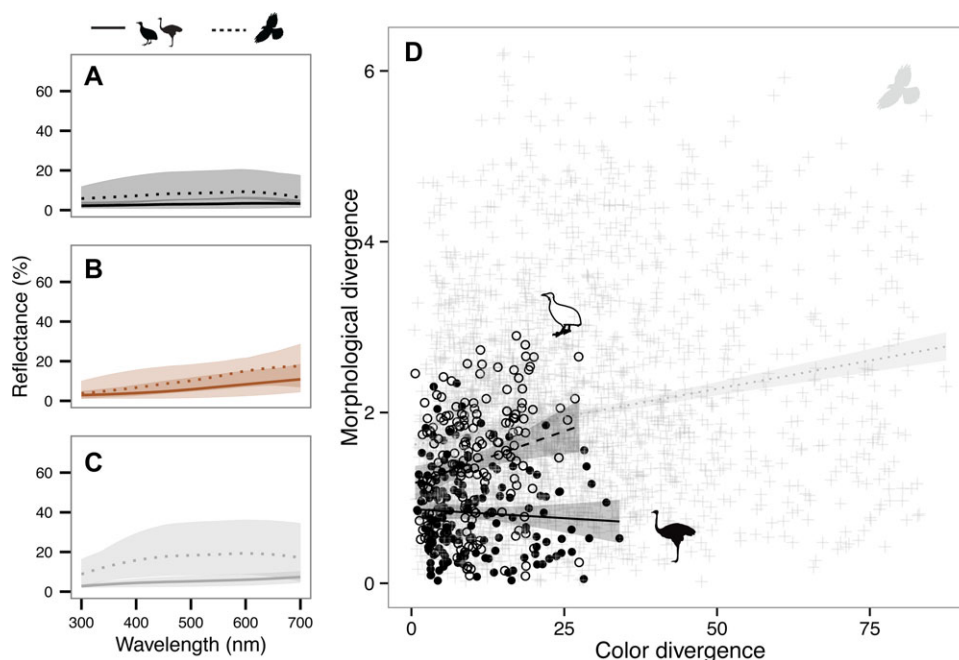 A
60
40
20
0
B
60
40
20
0
C
60
40
20
0
300 400 500 600 700
Wavelength (nm)
Reflectance (%)
D
6
4
2
0
0 25 50 75
Color divergence
Morphological divergence